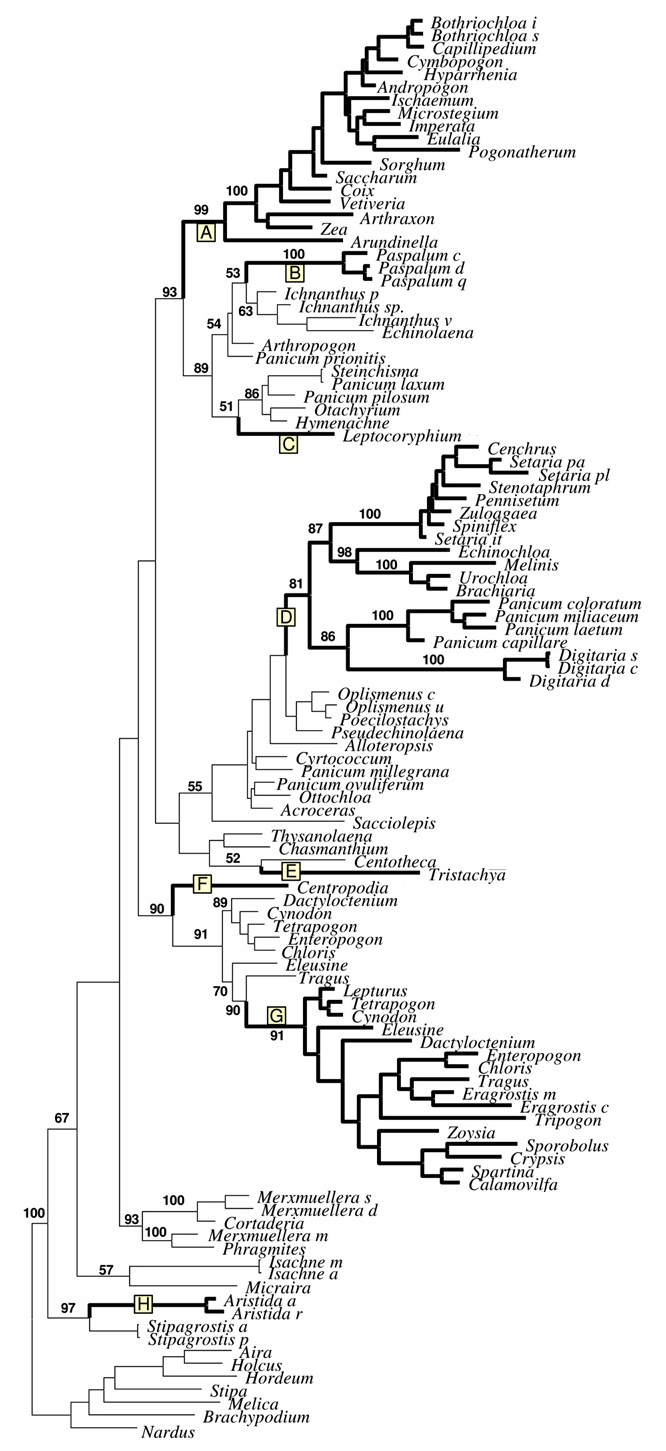 Bothriochloa i
Bothriochloa s
Capillipedium
Cymbopogon
Hyparrhenia
Andropogon
Ischaemum
Microstegium
Imperata
Eulalia
Pogonatherum
Sorghum
Saccharum
100
Coix
Vetiveria
99
Arthraxon
A
Zea
Arundinella
100
Paspalum c
B
Paspalum d
53
Paspalum q
93
Ichnanthus p
63
Ichnanthus sp.
Ichnanthus v
54
Echinolaena
Arthropogon
Panicum prionitis
89
Steinchisma
Panicum laxum
86
Panicum pilosum
51
Otachyrium
Hymenachne
C
Leptocoryphium
Cenchrus
Setaria pa
Setaria pl
Stenotaphrum
Pennisetum
100
Zuloagaea
87
Spiniflex
Setaria it
98
Echinochloa
100
Melinis
81
Urochloa
Brachiaria
Panicum coloratum
D
100
Panicum miliaceum
Panicum laetum
86
Panicum capillare
100
Digitaria s
Digitaria c
Digitaria d
Oplismenus c
Oplismenus u
Poecilostachys
Pseudechinolaena
Alloteropsis
Cyrtococcum
Panicum millegrana
55
Panicum ovuliferum
Ottochloa
Acroceras
Sacciolepis
Thysanolaena
Chasmanthium
52
Centotheca
E
Tristachya
F
Centropodia
89
Dactyloctenium
90
Cynodon
Tetrapogon
91
Enteropogon
Chloris
Eleusine
70
Tragus
90
Lepturus
G
Tetrapogon
91
Cynodon
Eleusine
Dactyloctenium
Enteropogon
Chloris
Tragus
Eragrostis m
Eragrostis c
67
Tripogon
Zoysia
Sporobolus
Crypsis
Spartina
Calamovilfa
100
100
Merxmuellera s
Merxmuellera d
93
Cortaderia
100
Merxmuellera m
Phragmites
57
Isachne m
Isachne a
Micraira
97
H
Aristida a
Aristida r
Stipagrostis a
Stipagrostis p
Aira
Holcus
Hordeum
Stipa
Melica
Brachypodium
Nardus